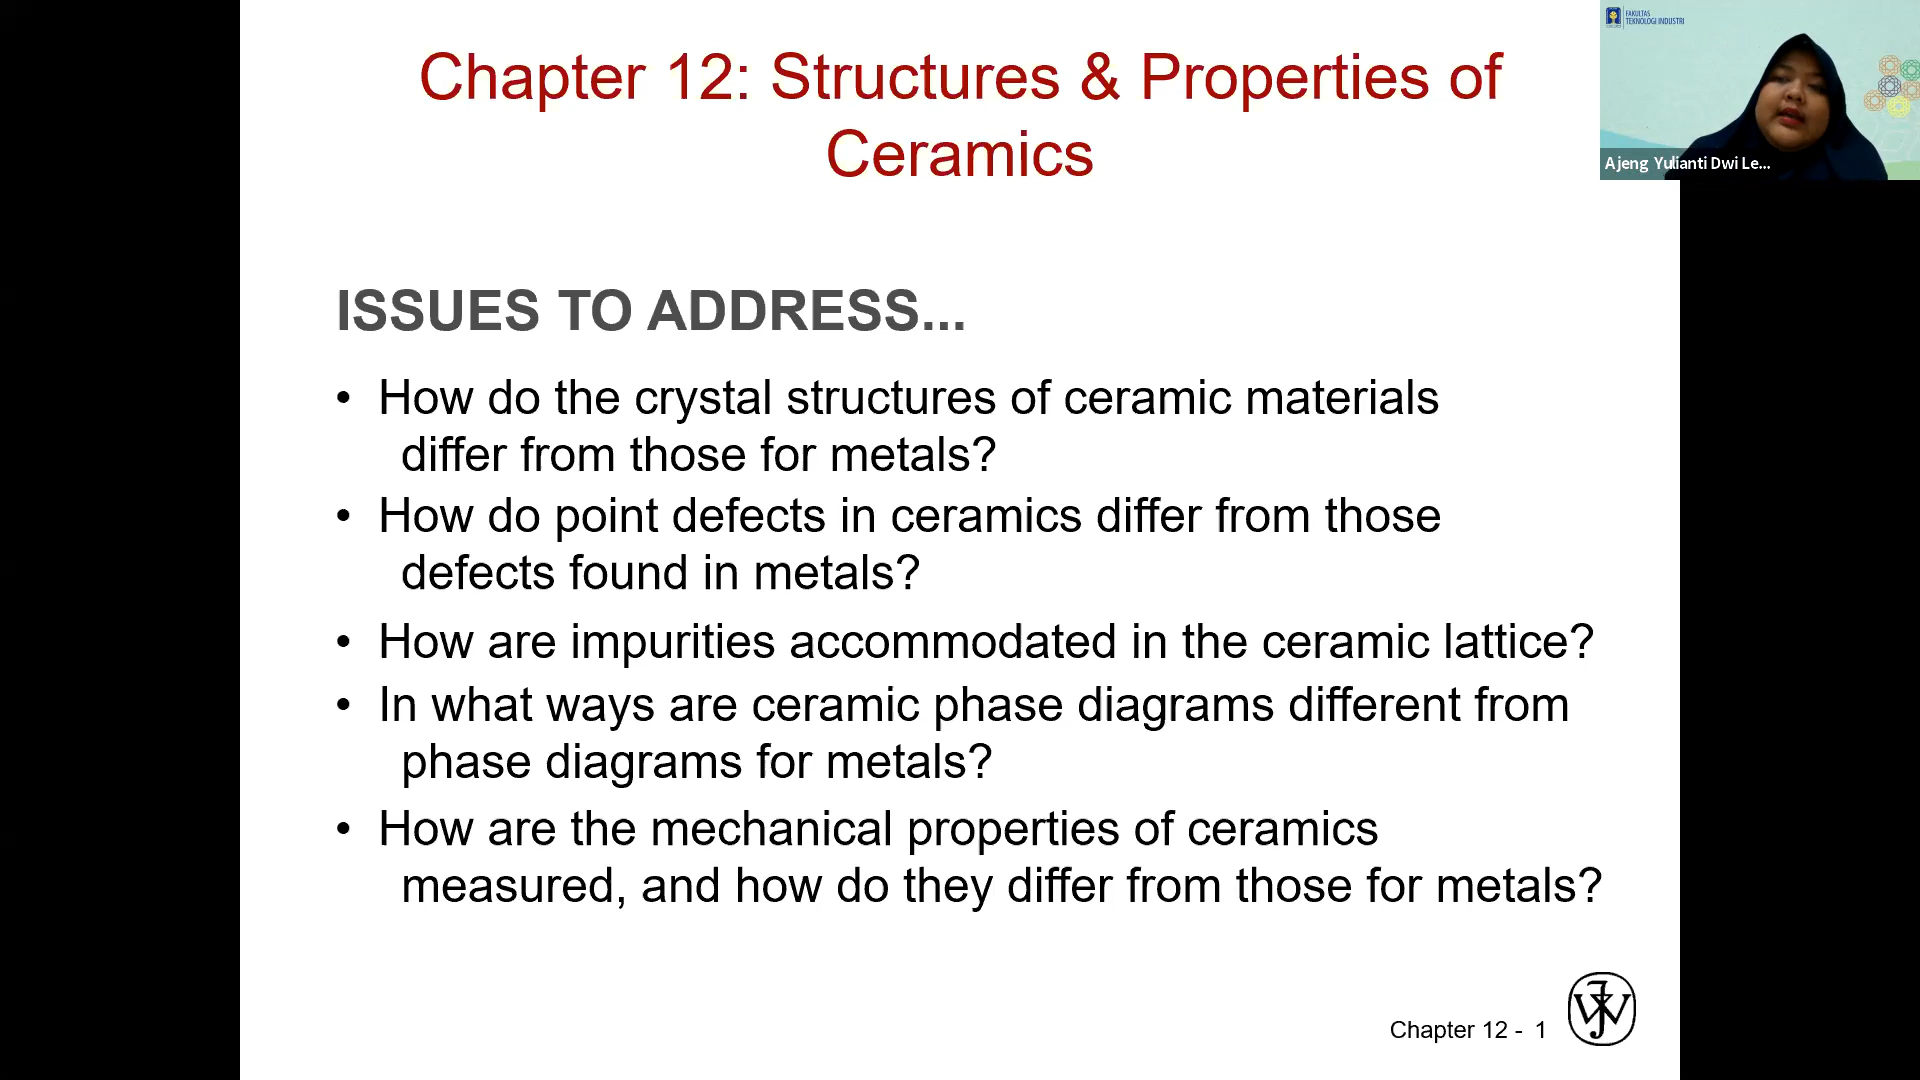 Chapter 12: Structures & Properties of
Ceramics
FAKULTAS
TEKNOLOGI INDUSTRI
Ajeng Yulianti Dwi Le...
ISSUES TO ADDRESS...
• How do the crystal structures of ceramic materials
differ from those for metals?
• How do point defects in ceramics differ from those
defects found in metals?
• How are impurities accommodated in the ceramic lattice?
• In what ways are ceramic phase diagrams different from
phase diagrams for metals?
• How are the mechanical properties of ceramics
measured, and how do they differ from those for metals?
Chapter 12 - 1